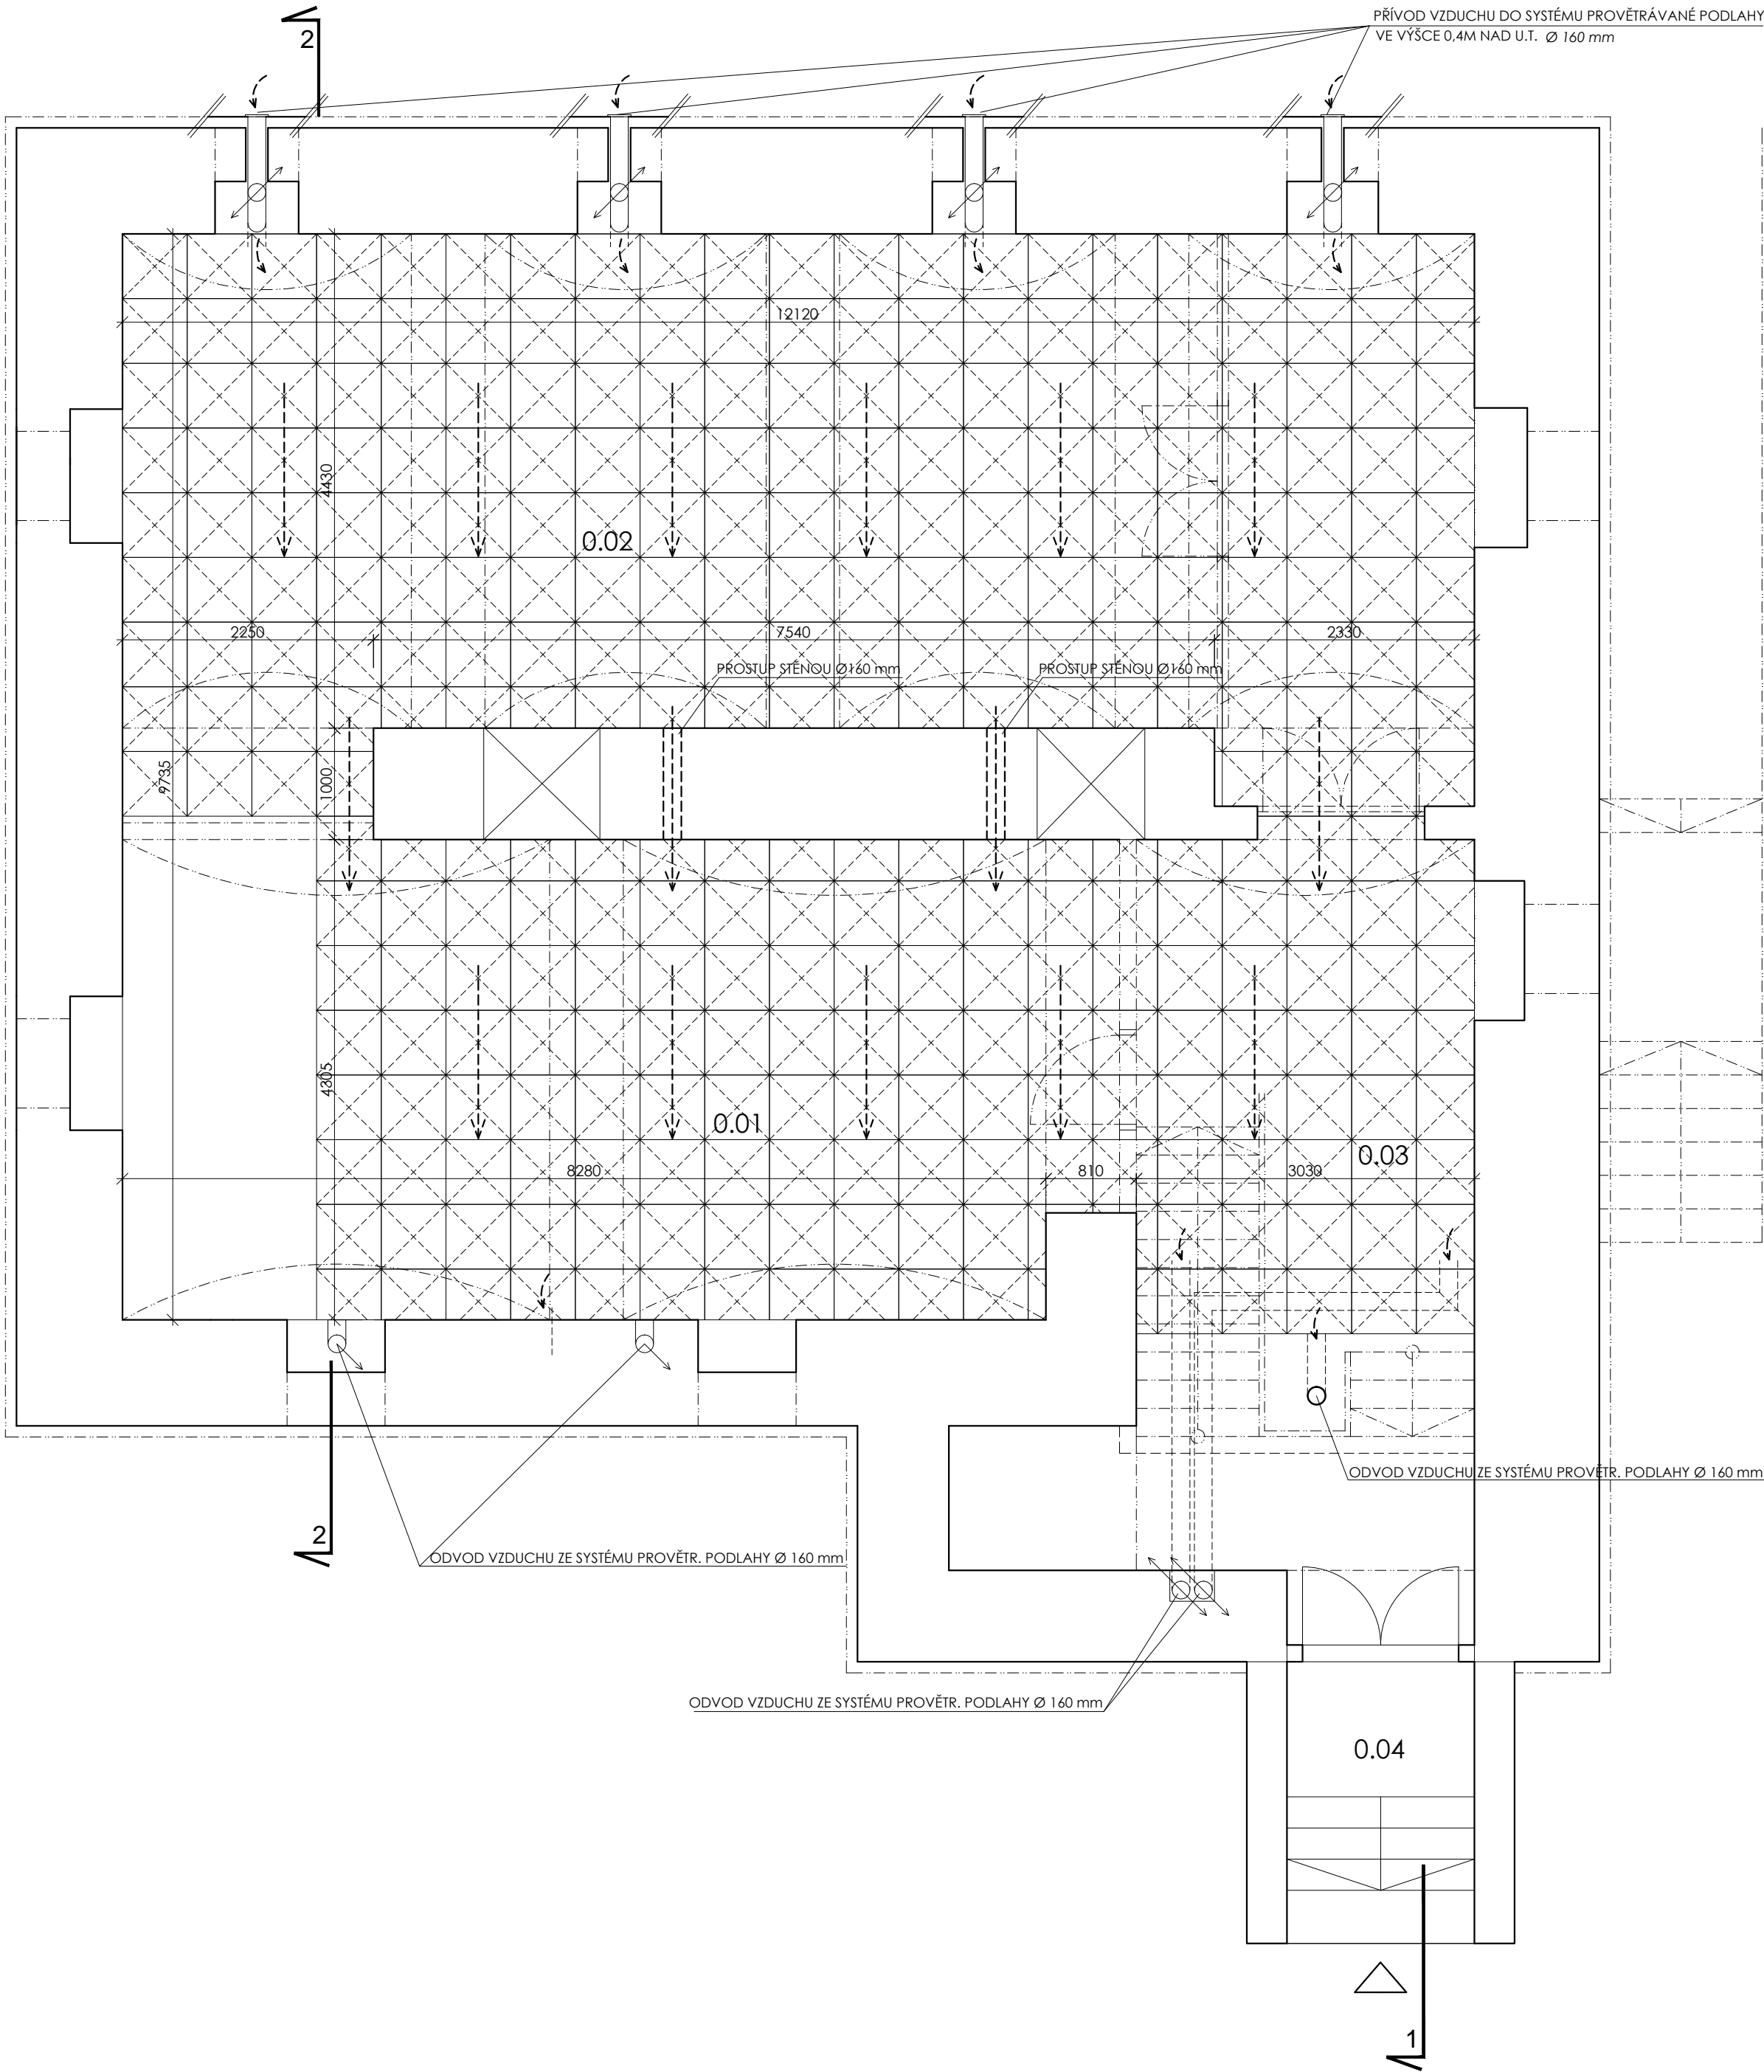 PŘÍVOD VZDUCHU DO SYSTÉMU PROVĚTRÁVANÉ PODLAHY
VE VÝŠCE 0,4M NAD U.T. Ø 160 mm
2
12120
4430
0.02
2250
7540
2330
PROSTUP STĚNOU Ø160 mm
PROSTUP STĚNOU Ø160 mm
9735
1000
4305
0.01
0.03
8280
810
3030
ODVOD VZDUCHU ZE SYSTÉMU PROVĚTR. PODLAHY Ø 160 mm
2
ODVOD VZDUCHU ZE SYSTÉMU PROVĚTR. PODLAHY Ø 160 mm
ODVOD VZDUCHU ZE SYSTÉMU PROVĚTR. PODLAHY Ø 160 mm
0.04
1